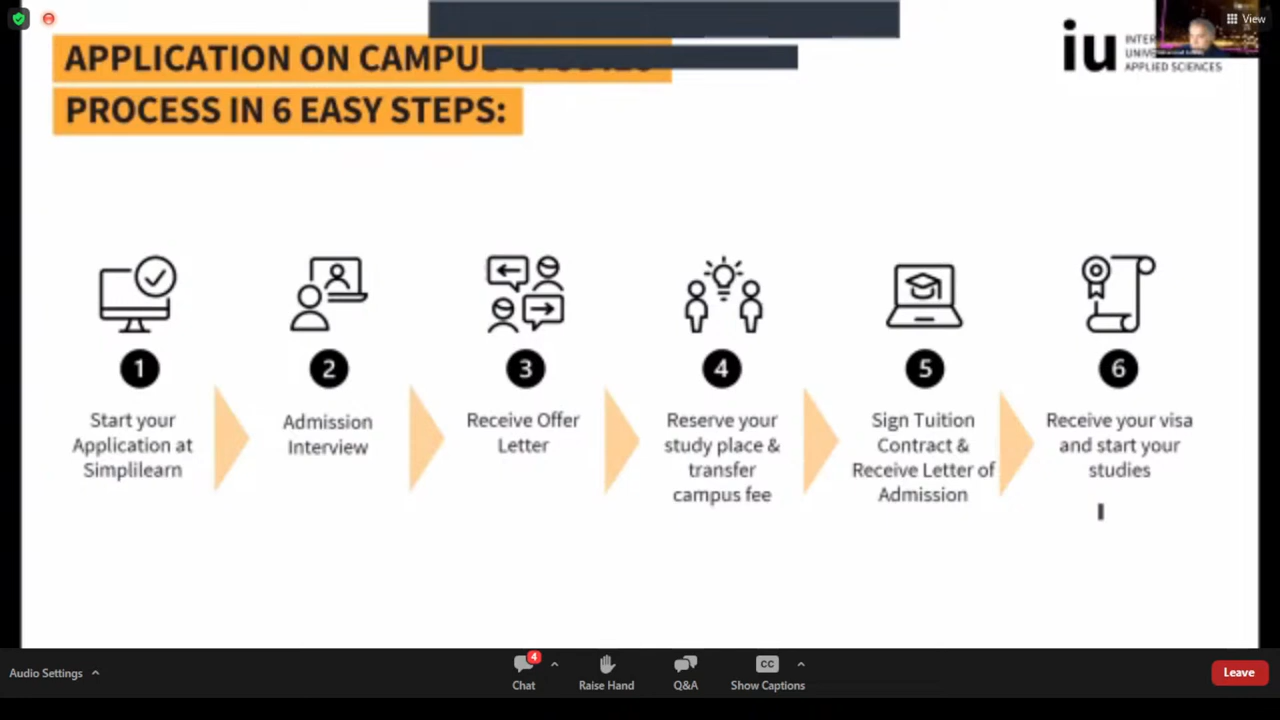 View
APPLICATION ON CAMPUS
PROCESS IN 6 EASY STEPS:
iu
APPLIED SCIENCES
1
Start your
Application at
Simplilearn
2
Admission
Interview
3
Receive Offer
Letter
4
Reserve your
study place &
transfer
campus fee
5
Sign Tuition
Contract &
Receive Letter of
Admission
6
Receive your visa
and start your
studies
Audio Settings
4
Chat
Raise Hand
Q&A
CC
Show Captions
Leave